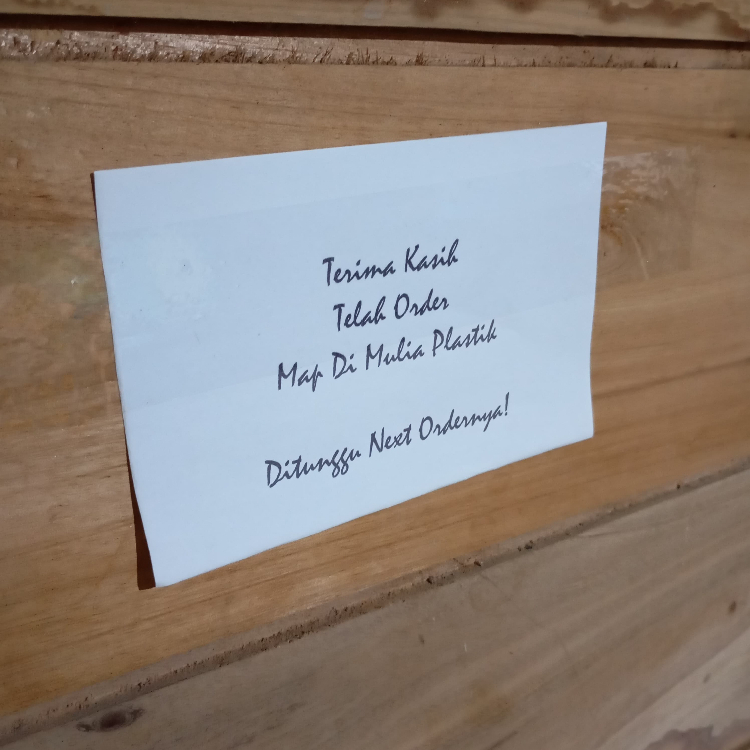 Terima Kasih
Telah Order
Map Di Mulia Plastik
Ditunggu Next Ordernya!